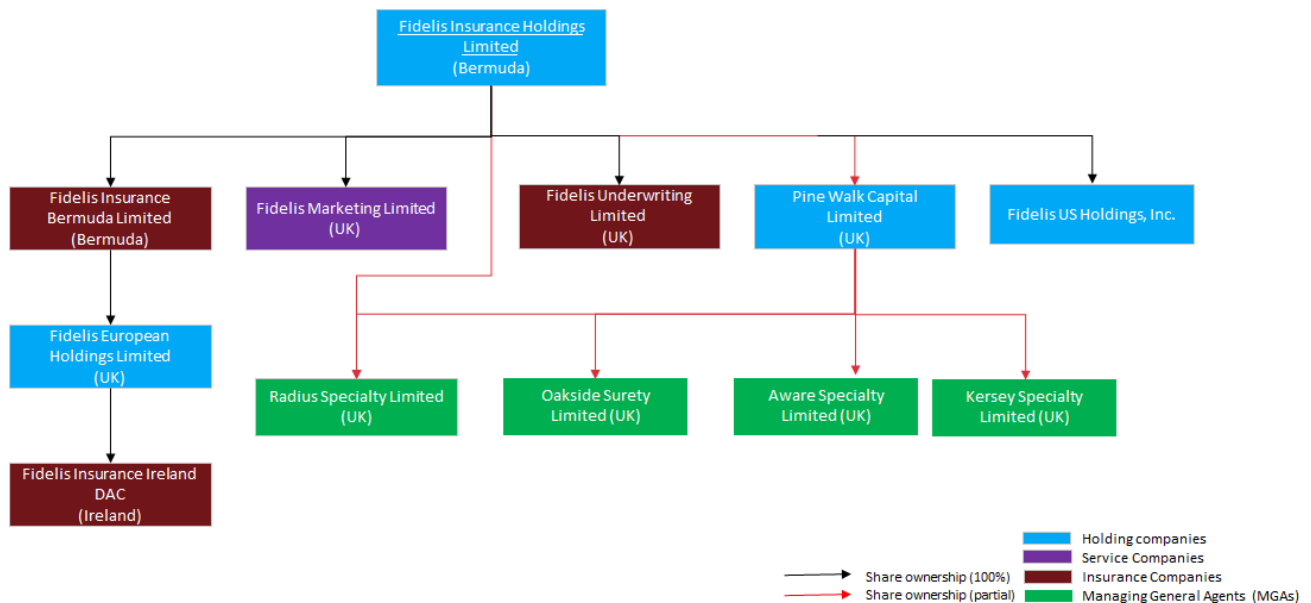 Fidelis Insurance Holdings
Limited
(Bermuda)
Fidelis Insurance
Bermuda Limited
(Bermuda)
Fidelis Marketing Limited
(UK)
Fidelis Underwriting
Limited
(UK)
Pine Walk Capital
Limited
(UK)
Fidelis US Holdings, Inc.
Fidelis European
Holdings Limited
(UK)
Radius Specialty Limited
(UK)
Oakside Surety
Limited (UK)
Aware Specialty
Limited (UK)
Kersey Specialty
Limited (UK)
Fidelis Insurance Ireland
DAC
(Ireland)
Share ownership (100%)
Share ownership (partial)
Holding companies
Service Companies
Insurance Companies
Managing General Agents (MGAs)